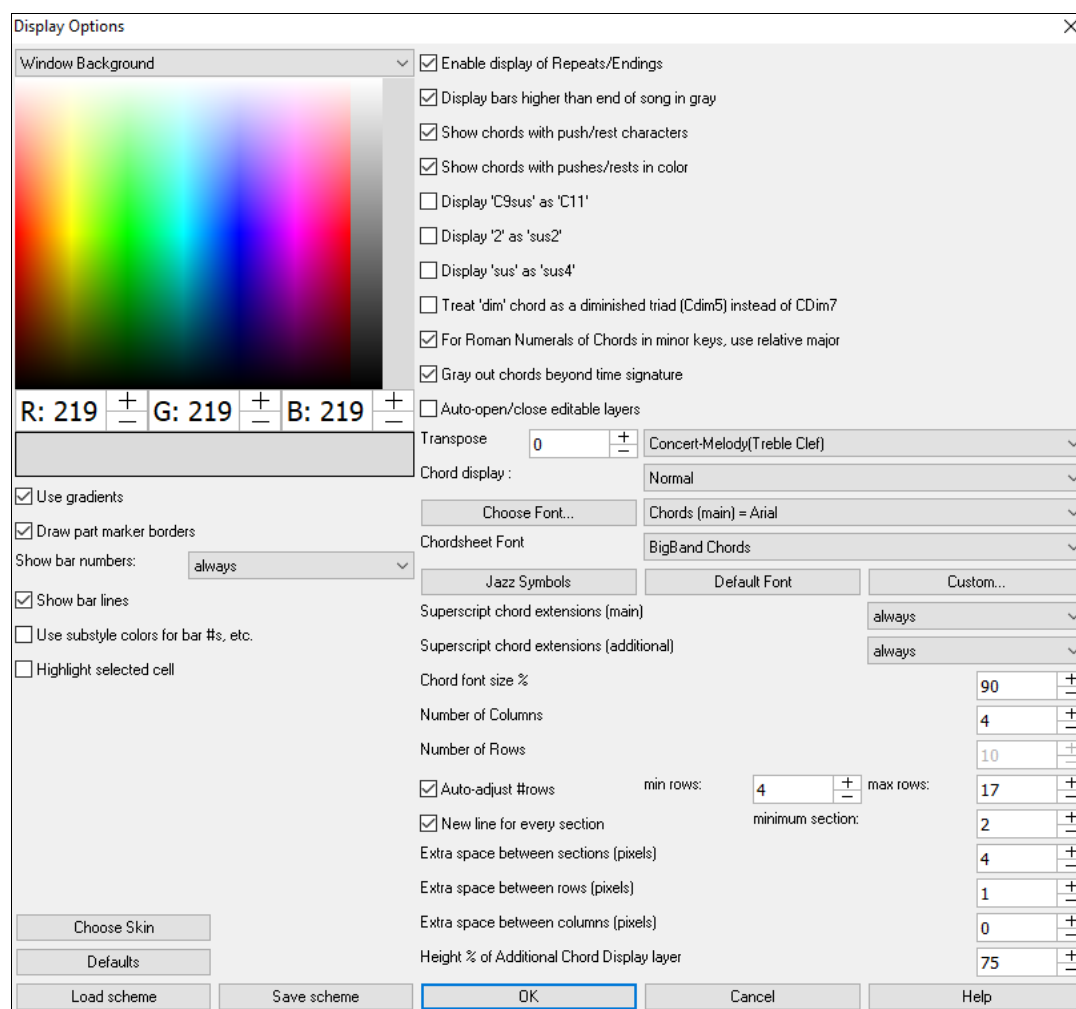 Display Options
Window Background
R: 219 G: 219 B: 219
Use gradients
Draw part marker borders
Show bar numbers: always
Show bar lines
Use substyle colors for bar #s, etc.
Highlight selected cell
Choose Skin
Defaults
Enable display of Repeats/Endings
Display bars higher than end of song in gray
Show chords with push/rest characters
Show chords with pushes/rests in color
Display 'C9sus' as 'C11'
Display '2' as 'sus2'
Display 'sus' as 'sus4'
Treat 'dim' chord as a diminished triad (Cdim5) instead of CDim7
For Roman Numerals of Chords in minor keys, use relative major
Gray out chords beyond time signature
Auto-open/close editable layers
Transpose 0 Concert-Melody(Treble Clef)
Chord display : Normal
Choose Font... Chords (main) = Arial
Chordsheet Font BigBand Chords
Jazz Symbols Default Font Custom...
Superscript chord extensions (main) always
Superscript chord extensions (additional) always
Chord font size % 90
Number of Columns 4
Number of Rows 10
Auto-adjust #rows min rows: 4 max rows: 17
New line for every section minimum section: 2
Extra space between sections (pixels) 4
Extra space between rows (pixels) 1
Extra space between columns (pixels) 0
Height % of Additional Chord Display layer 75
Load scheme Save scheme OK Cancel Help